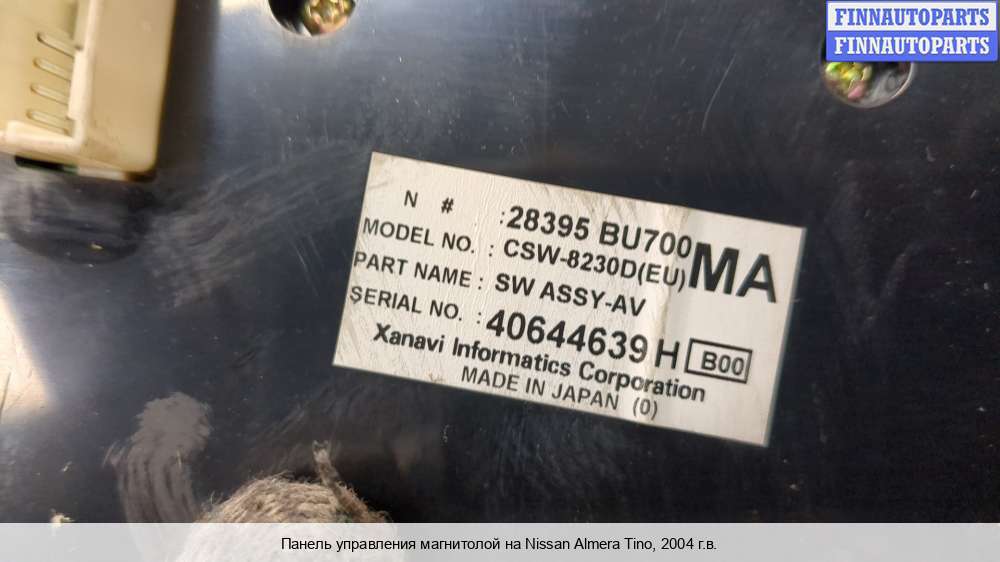 FINNAUTOPARTS
FINNAUTOPARTS
N # : 28395 BU700 MA
MODEL NO. : CSW-8230D(EU)
PART NAME : SW ASSY-AV
SERIAL NO. : 40644639 H B00
Xanavi Informatics Corporation
MADE IN JAPAN (0)
Панель управления магнитолой на Nissan Almera Tino, 2004 г.в.